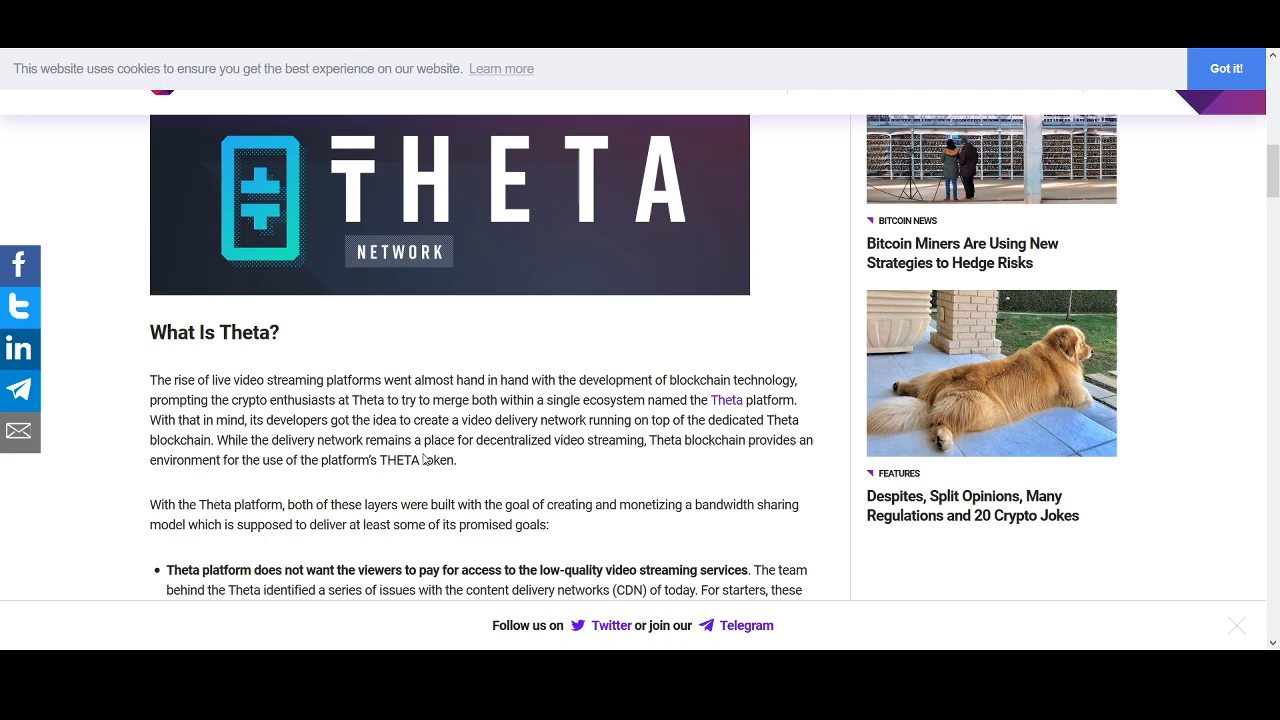 This website uses cookies to ensure you get the best experience on our website. Learn more
Got it!
THETA
NETWORK
What Is Theta?
The rise of live video streaming platforms went almost hand in hand with the development of blockchain technology,
prompting the crypto enthusiasts at Theta to try to merge both within a single ecosystem named the Theta platform.
With that in mind, its developers got the idea to create a video delivery network running on top of the dedicated Theta
blockchain. While the delivery network remains a place for decentralized video streaming, Theta blockchain provides an
environment for the use of the platform's THETA token.
With the Theta platform, both of these layers were built with the goal of creating and monetizing a bandwidth sharing
model which is supposed to deliver at least some of its promised goals:
• Theta platform does not want the viewers to pay for access to the low-quality video streaming services. The team
behind the Theta identified a series of issues with the content delivery networks (CDN) of today. For starters, these
BITCOIN NEWS
Bitcoin Miners Are Using New
Strategies to Hedge Risks
FEATURES
Despites, Split Opinions, Many
Regulations and 20 Crypto Jokes
Follow us on Twitter or join our Telegram